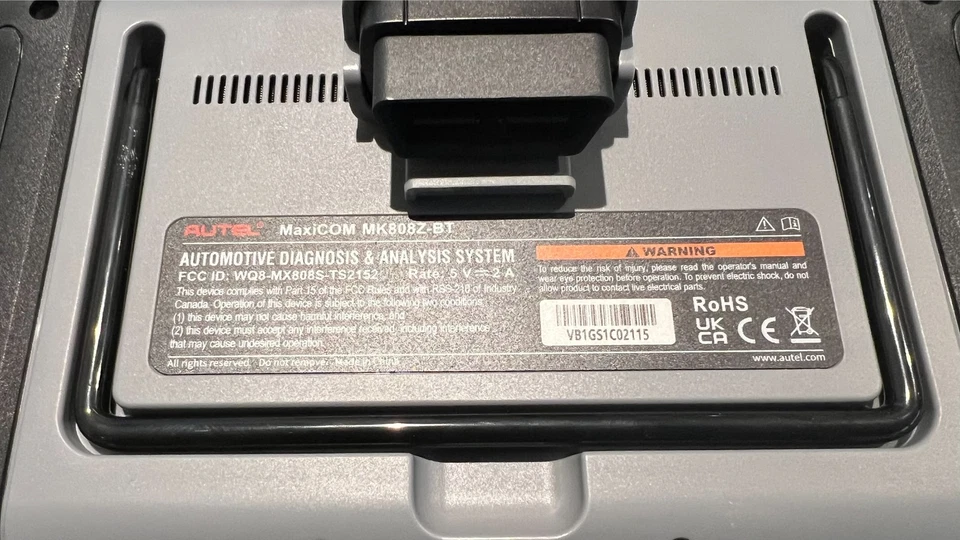 AUTEL® MaxiCOM MK808Z-BT
AUTOMOTIVE DIAGNOSIS & ANALYSIS SYSTEM
FCC ID: WQ8-MX808S-TS2152 Rate: 5 V⎓2 A
This device complies with Part 15 of the FCC Rules and with RSS-210 of Industry
Canada. Operation of this device is subject to the following two conditions:
(1) this device may not cause harmful interference, and
(2) this device must accept any interference received, including interference
that may cause undesired operation.
All rights reserved. Do not remove. Made in China
WARNING
To reduce the risk of injury, please read the operator's manual and
wear eye protection before operation. To prevent electric shock, do not
allow product to contact live electrical parts.
VB1GS1C02115
RoHS
UK
CA CE
www.autel.com